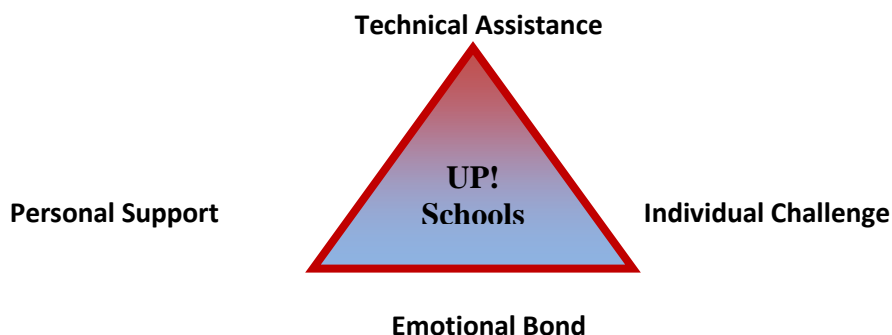 Technical Assistance
UP!
Schools
Personal Support
Individual Challenge
Emotional Bond